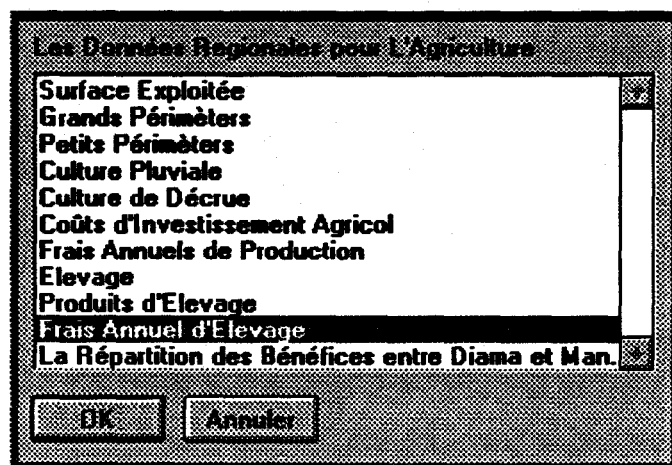 Les Données Regionales pour L'Agriculture
Surface Exploitée
Grands Périmèters
Petits Périmèters
Culture Pluviale
Culture de Décrue
Coûts d'Investissement Agricol
Frais Annuels de Production
Elevage
Produits d'Elevage
Frais Annuel d'Elevage
La Répartition des Bénéfices entre Diama et Man.
OK Annuler